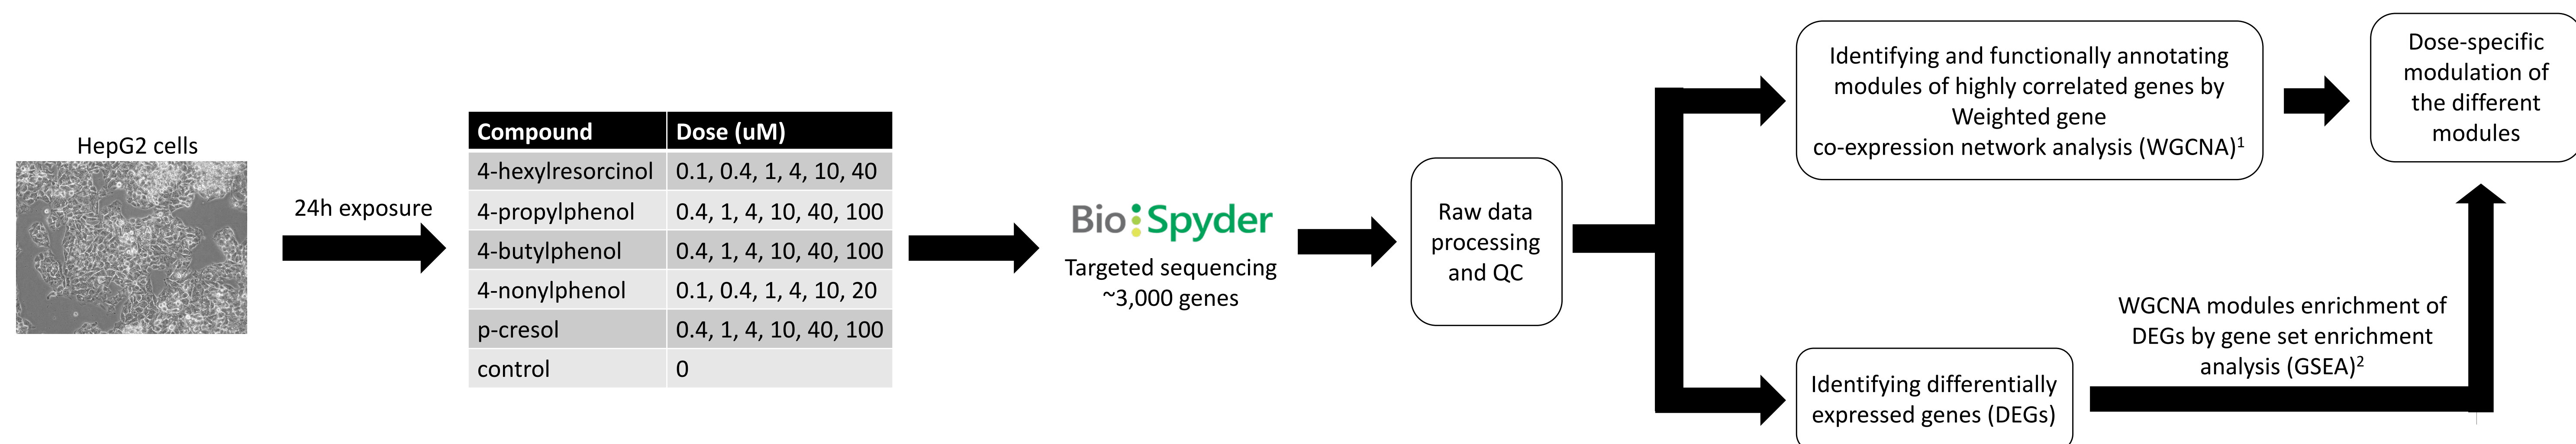 HepG2 cells
24h exposure
Compound Dose (uM)
4-hexylresorcinol 0.1, 0.4, 1, 4, 10, 40
4-propylphenol 0.4, 1, 4, 10, 40, 100
4-butylphenol 0.4, 1, 4, 10, 40, 100
4-nonylphenol 0.1, 0.4, 1, 4, 10, 20
p-cresol 0.4, 1, 4, 10, 40, 100
control 0
Bio Spyder
Targeted sequencing
~3,000 genes
Raw data
processing
and QC
Identifying and functionally annotating
modules of highly correlated genes by
Weighted gene
co-expression network analysis (WGCNA)¹
Dose-specific
modulation of
the different
modules
Identifying differentially
expressed genes (DEGs)
WGCNA modules enrichment of
DEGs by gene set enrichment
analysis (GSEA)²